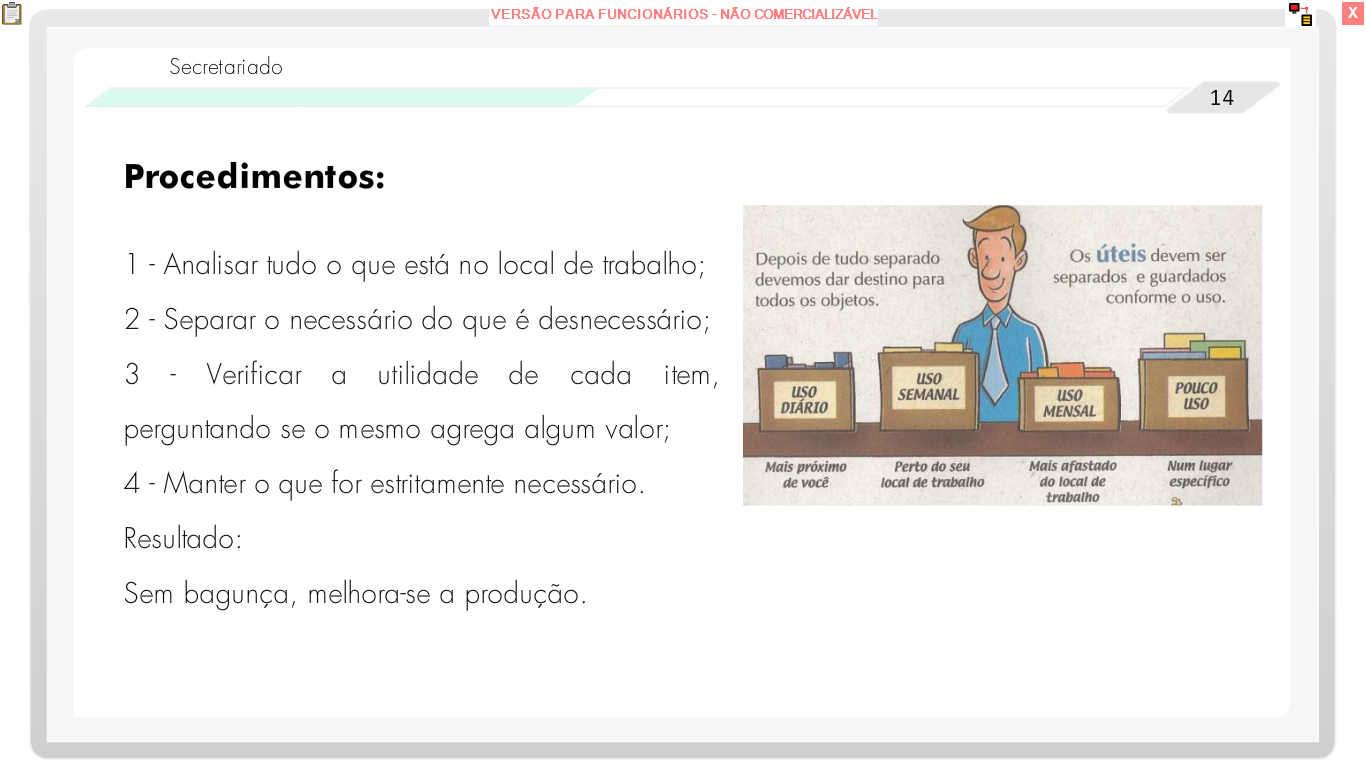 VERSÃO PARA FUNCIONÁRIOS - NÃO COMERCIALIZÁVEL
X
Secretariado
14
Procedimentos:
1 - Analisar tudo o que está no local de trabalho;
2 - Separar o necessário do que é desnecessário;
3 - Verificar a utilidade de cada item,
perguntando se o mesmo agrega algum valor;
4 - Manter o que for estritamente necessário.
Resultado:
Sem bagunça, melhora-se a produção.
Depois de tudo separado
devemos dar destino para
todos os objetos.
Os úteis devem ser
separados e guardados
conforme o uso.
USO
DIÁRIO
USO
SEMANAL
USO
MENSAL
POUCO
USO
Mais próximo
de você
Perto do seu
local de trabalho
Mais afastado
do local de
trabalho
Num lugar
específico